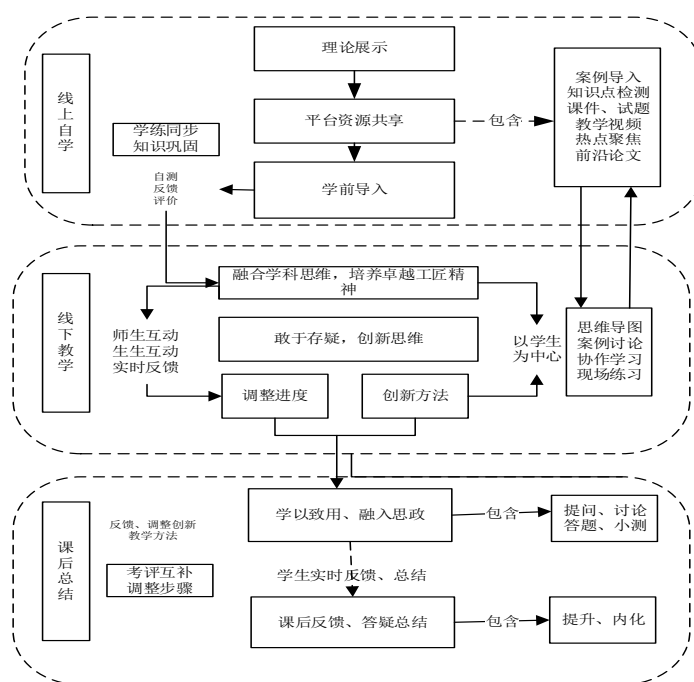 线上自学
理论展示
平台资源共享
包含
案例导入
知识点检测
课件、试题
教学视频
热点聚焦
前沿论文
学练同步
知识巩固
学前导入
自测
反馈
评价
线下教学
融合学科思维，培养卓越工匠精
神
师生互动
生生互动
实时反馈
敢于存疑，创新思维
以学生
为中心
思维导图
案例讨论
协作学习
现场练习
调整进度
创新方法
课后总结
学以致用、融入思政
包含
提问、讨论
答题、小测
反馈、调整创新
教学方法
考评互补
调整步骤
学生实时反馈、总结
课后反馈、答疑总结
包含
提升、内化